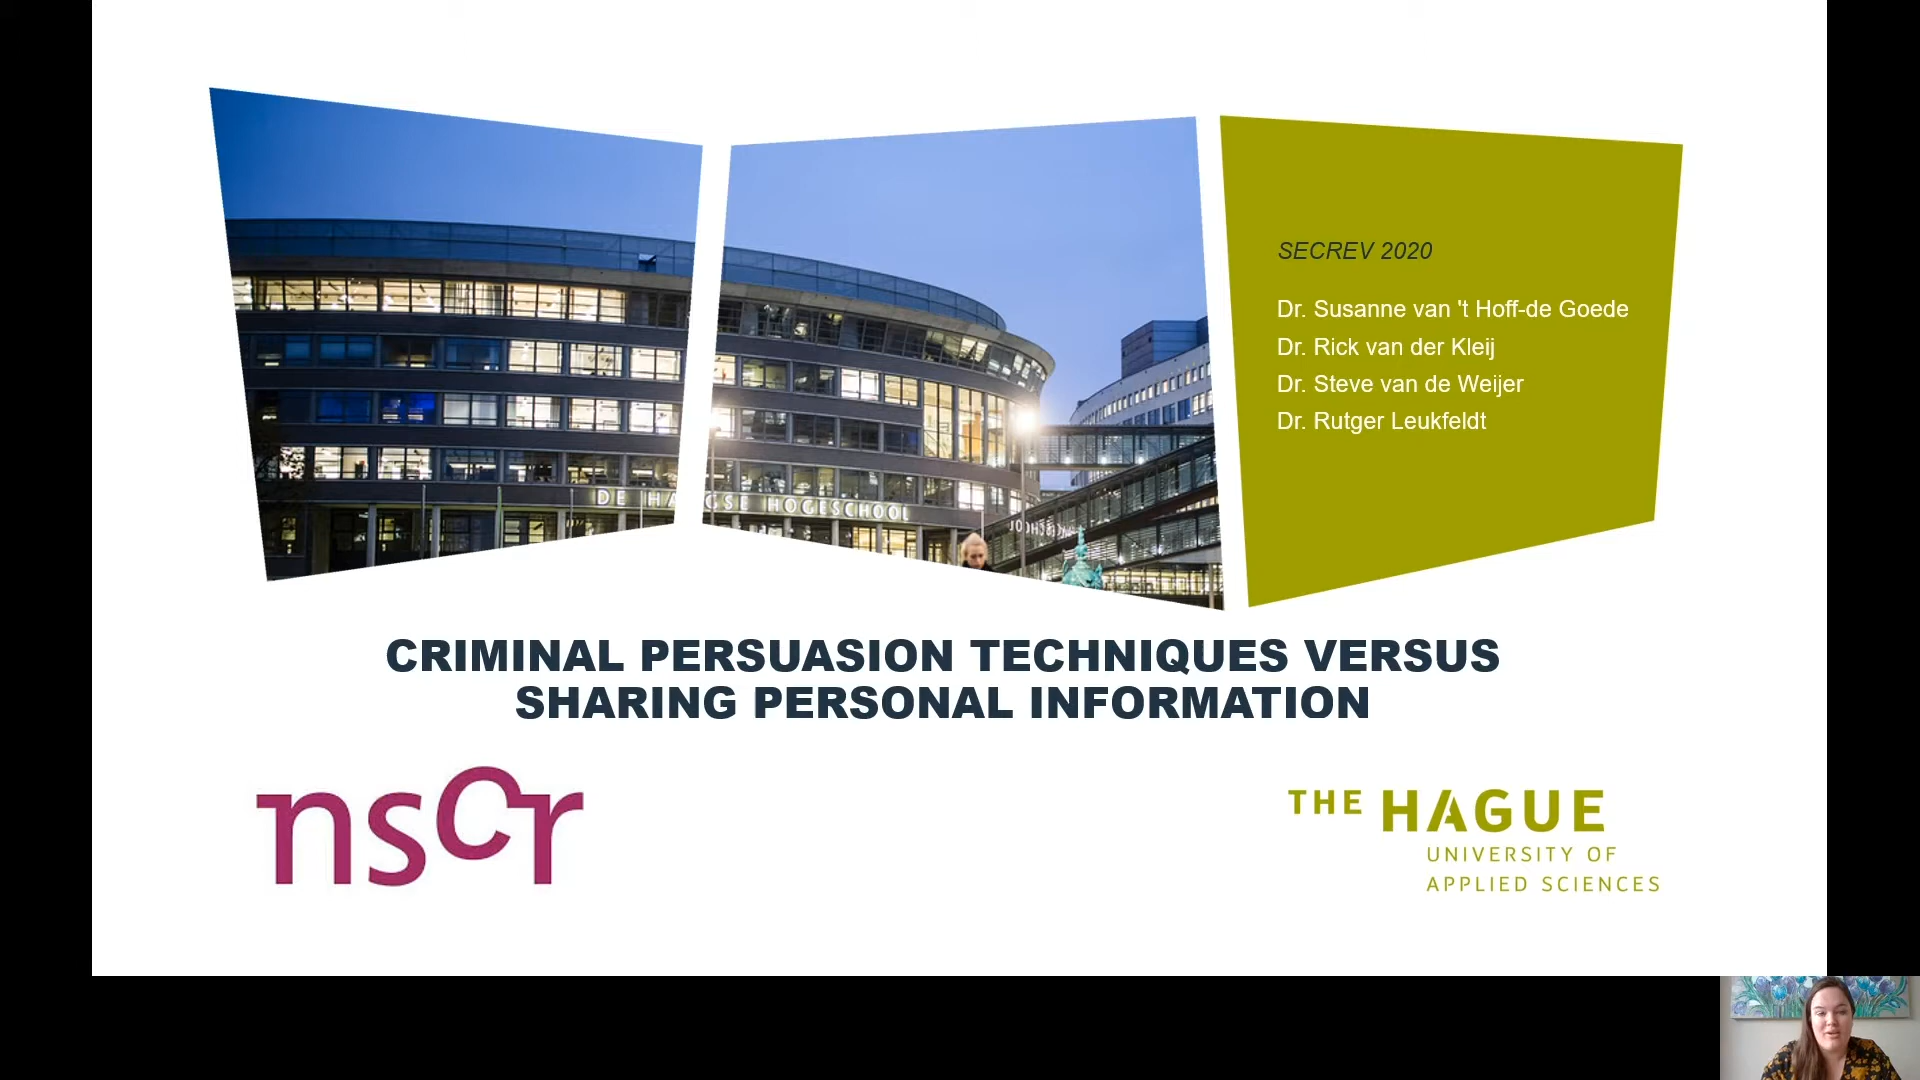 SECREV 2020
Dr. Susanne van 't Hoff-de Goede
Dr. Rick van der Kleij
Dr. Steve van de Weijer
Dr. Rutger Leukfeldt
DE HAAGSE HOGESCHOOL
CRIMINAL PERSUASION TECHNIQUES VERSUS
SHARING PERSONAL INFORMATION
nscr
THE HAGUE
UNIVERSITY OF
APPLIED SCIENCES